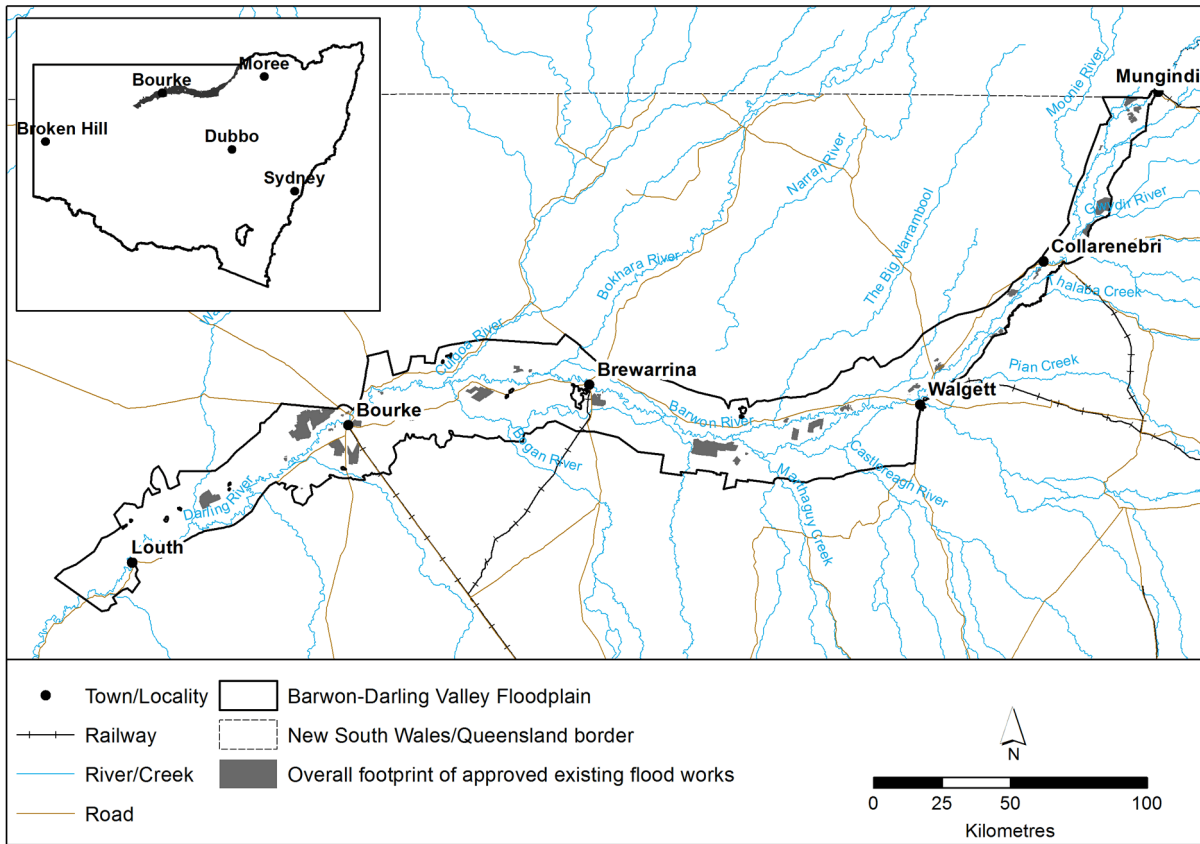 Moree
Bourke
Broken Hill
Dubbo
Sydney
Mungindi
Moonie River
Narran River
Gwydir River
The Big Warrambool
Collarenebri
Bokhara River
Thalaba Creek
Culgoa River
Pian Creek
Brewarrina
Walgett
Bourke
Barwon River
Bogan River
Castlereagh River
Marthaguy Creek
Darling River
Louth
Town/Locality
Barwon-Darling Valley Floodplain
Railway
New South Wales/Queensland border
River/Creek
Overall footprint of approved existing flood works
Road
N
0 25 50 100
Kilometres